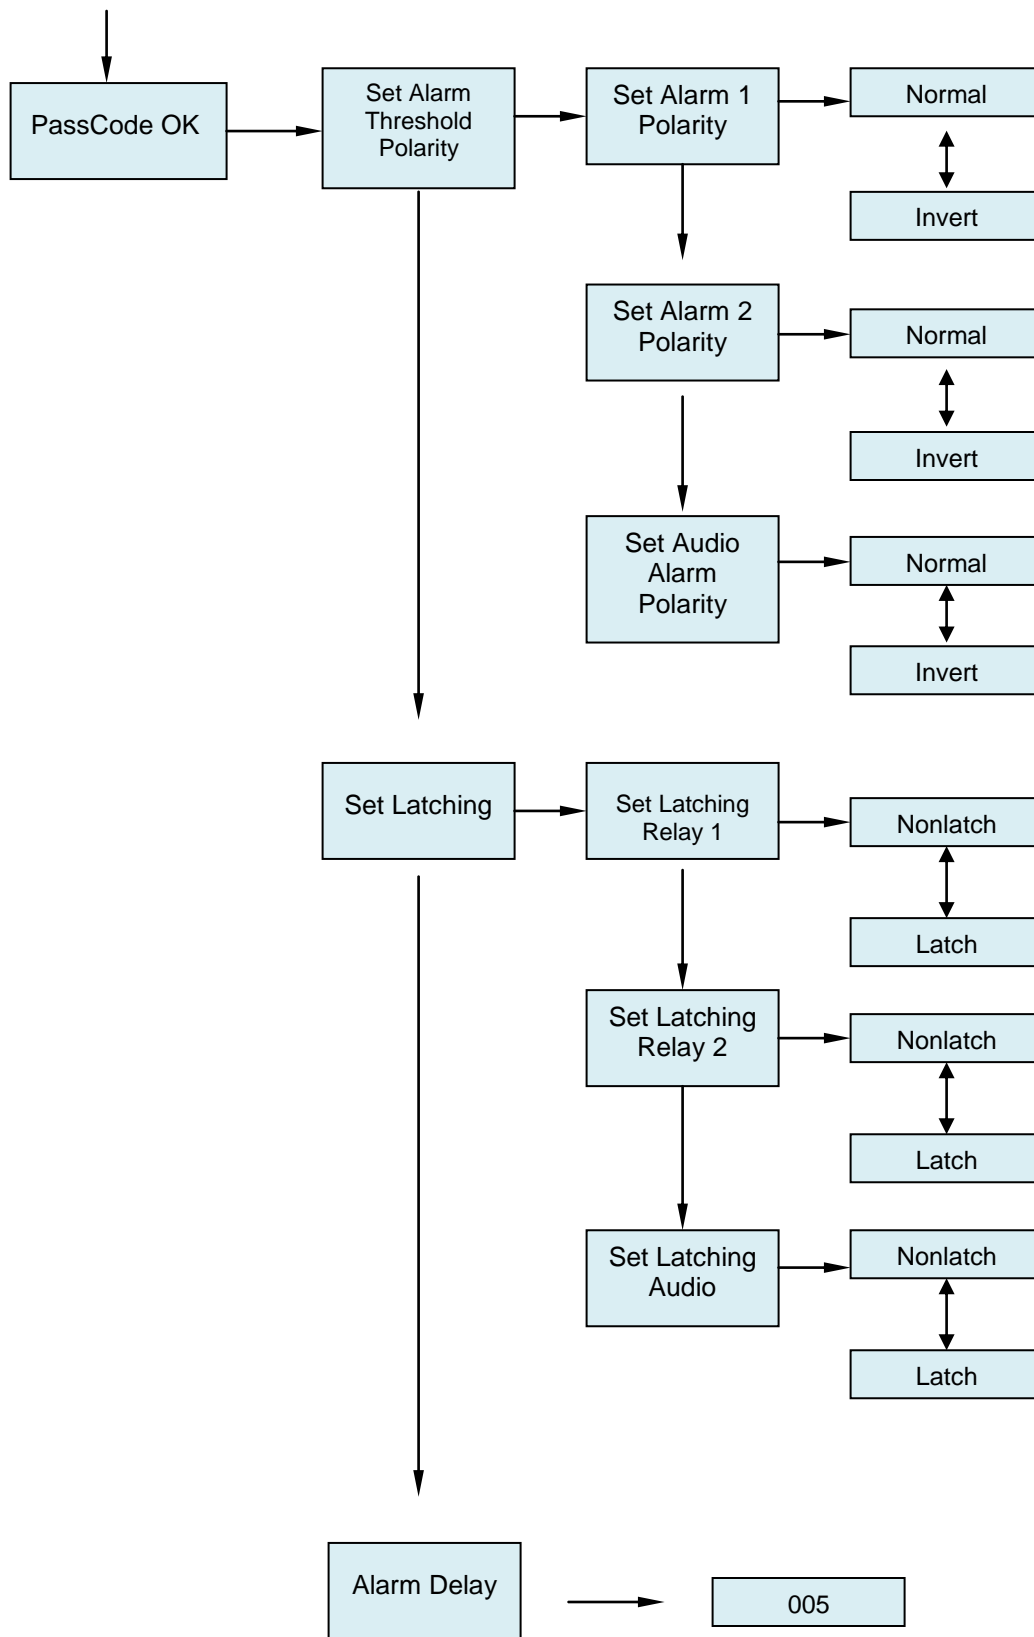 PassCode OK
Set Alarm
Threshold
Polarity
Set Alarm 1
Polarity
Normal
Invert
Set Alarm 2
Polarity
Normal
Invert
Set Audio
Alarm
Polarity
Normal
Invert
Set Latching
Set Latching
Relay 1
Nonlatch
Latch
Set Latching
Relay 2
Nonlatch
Latch
Set Latching
Audio
Nonlatch
Latch
Alarm Delay
005